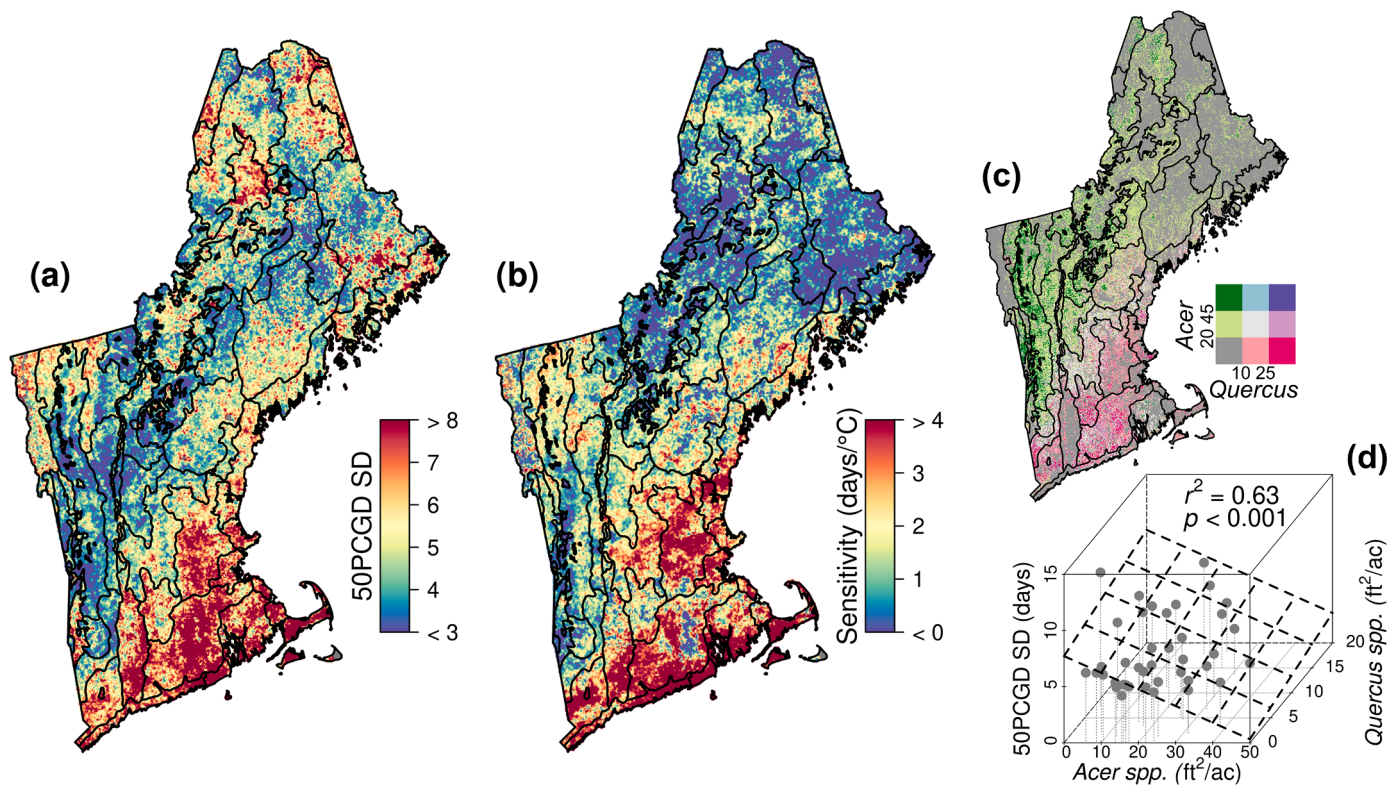 (a)
50PCGD SD
> 8
7
6
5
4
< 3
(b)
Sensitivity (days/°C)
> 4
3
2
1
< 0
(c)
Acer
20 45
10 25
Quercus
(d)
r² = 0.63
p < 0.001
50PCGD SD (days)
15
10
5
0
0 10 20 30 40 50
Acer spp. (ft²/ac)
0
5
10
15
20
Quercus spp. (ft²/ac)